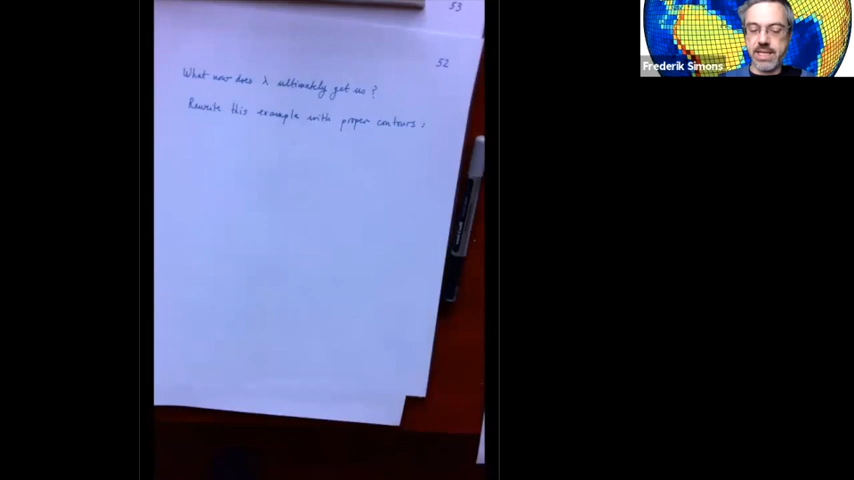 53
52
What now does λ ultimately get us ?
Rewrite this example with proper contours :
Frederik Simons